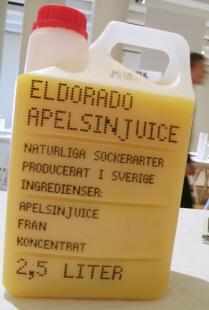 ELDORADO
APELSINJUICE
NATURLIGA SOCKERARTER
PRODUCERAT I SVERIGE
INGREDIENSER:
APELSINJUICE
FRÅN
KONCENTRAT
2,5 LITER